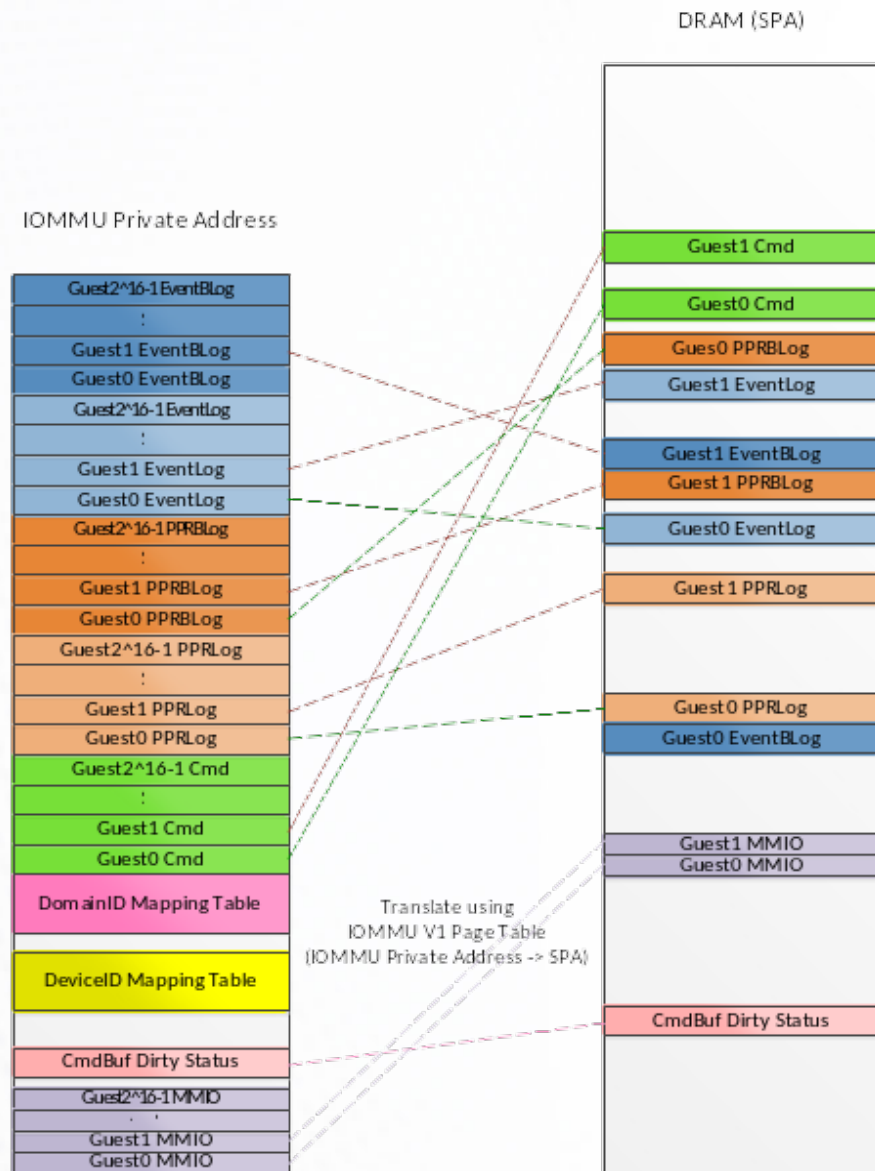 DRAM (SPA)
IOMMU Private Address
Guest2^16-1 EventBLog
:
Guest1 EventBLog
Guest0 EventBLog
Guest2^16-1 EventLog
:
Guest1 EventLog
Guest0 EventLog
Guest2^16-1 PPRBLog
:
Guest1 PPRBLog
Guest0 PPRBLog
Guest2^16-1 PPRLog
:
Guest1 PPRLog
Guest0 PPRLog
Guest2^16-1 Cmd
:
Guest1 Cmd
Guest0 Cmd
DomainID Mapping Table
DeviceID Mapping Table
CmdBuf Dirty Status
Guest2^16-1 MMIO
. .
Guest1 MMIO
Guest0 MMIO
Translate using
IOMMU V1 Page Table
(IOMMU Private Address -> SPA)
Guest1 Cmd
Guest0 Cmd
Gues0 PPRBLog
Guest1 EventLog
Guest1 EventBLog
Guest1 PPRBLog
Guest0 EventLog
Guest1 PPRLog
Guest0 PPRLog
Guest0 EventBLog
Guest1 MMIO
Guest0 MMIO
CmdBuf Dirty Status